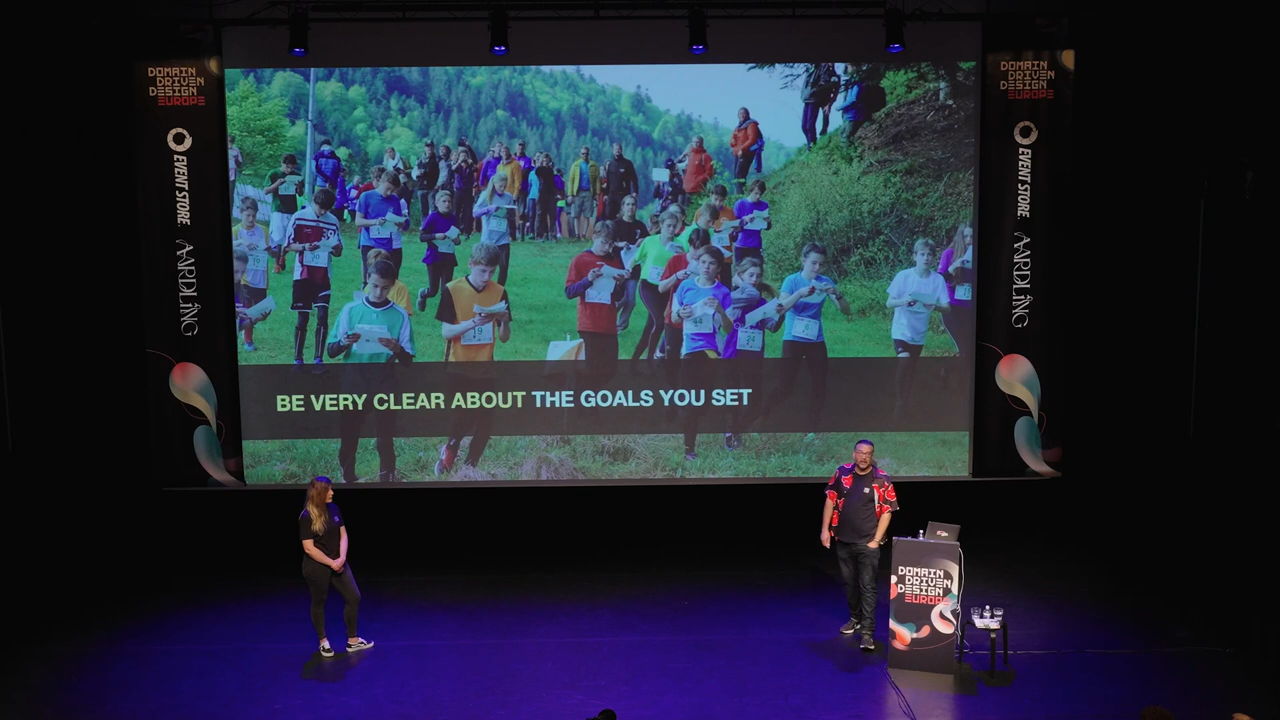 DOMAIN
DRIVEN
DESIGN
EUROPE
EVENT STORE.
AARDLING
BE VERY CLEAR ABOUT THE GOALS YOU SET
DOMAIN
DRIVEN
DESIGN
EUROPE
EVENT STORE.
AARDLING
DOMAIN
DRIVEN
DESIGN
EUROPE